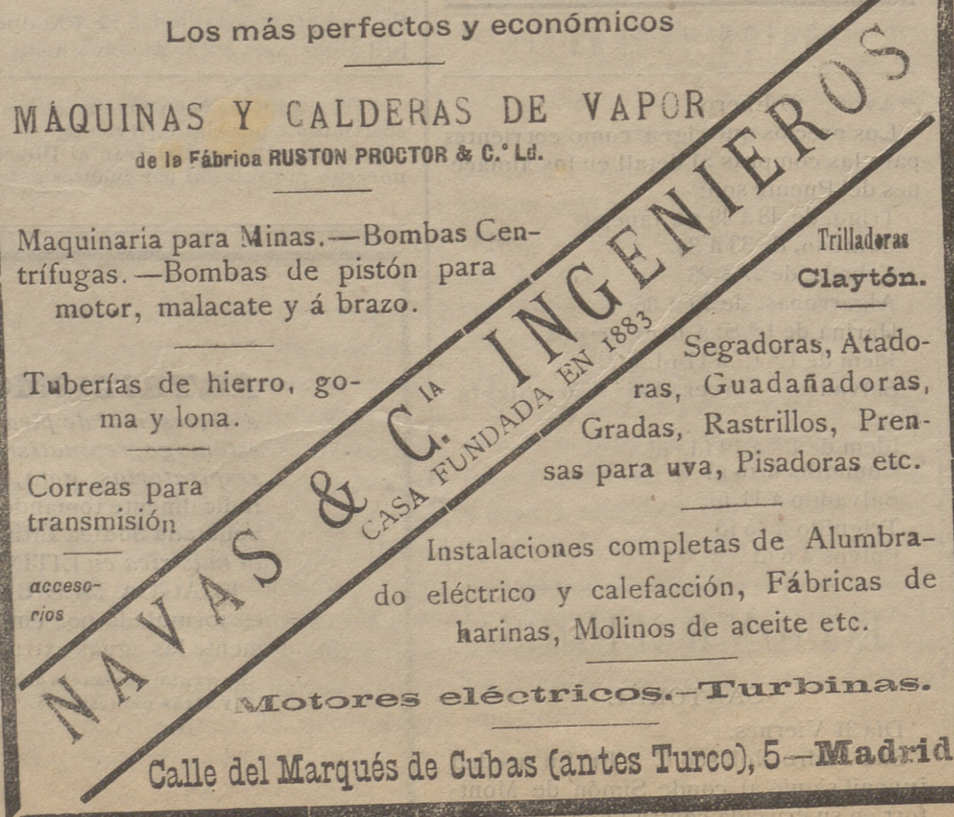 Los más perfectos y económicos
MÁQUINAS Y CALDERAS DE VAPOR
de la Fábrica RUSTON PROCTOR & C.ª Ld.
Maquinaria para Minas.—Bombas Cen-
trífugas.—Bombas de pistón para
motor, malacate y á brazo.
Tuberías de hierro, go-
ma y lona.
Correas para
transmisión
acceso-
rios
NAVAS & C.IA INGENIEROS
CASA FUNDADA EN 1883
Trilladoras
Claytón.
Segadoras, Atado-
ras, Guadañadoras,
Gradas, Rastrillos, Pren-
sas para uva, Pisadoras etc.
Instalaciones completas de Alumbra-
do eléctrico y calefacción, Fábricas de
harinas, Molinos de aceite etc.
Motores eléctricos.—Turbinas.
Calle del Marqués de Cubas (antes Turco), 5—Madrid